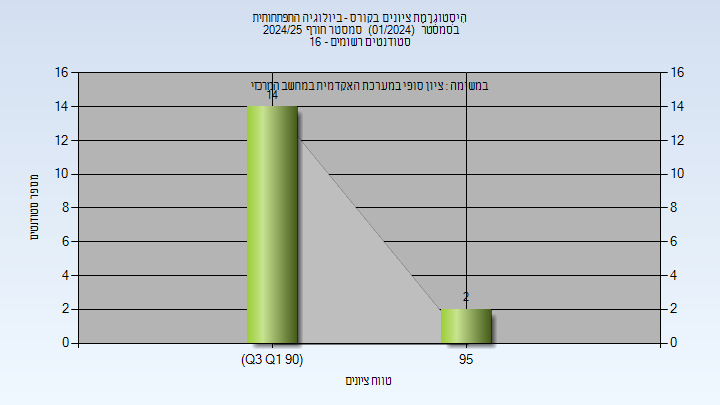 היסטוגרמת ציונים בקורס - ביולוגיה התפתחותית
בסמסטר (01/2024) סמסטר חורף 2024/25
סטודנטים רשומים - 16
במשימה : ציון סופי במערכת האקדמית במחשב המרכזי
16 16
14 14 14
12 12
10 10
8 8
6 6
4 4
2 2 2
0 0
מספר סטודנטים
(Q3 Q1 90) 95
טווח ציונים